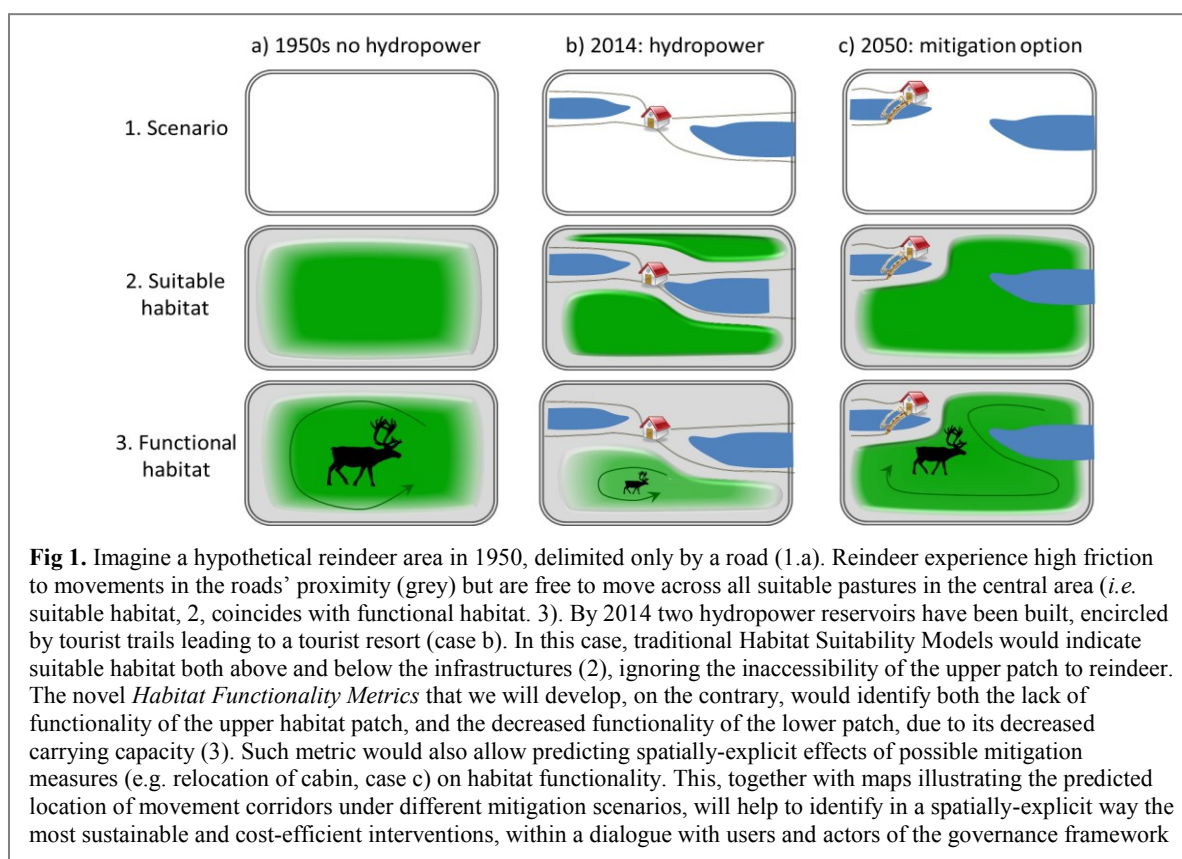 a) 1950s no hydropower
b) 2014: hydropower
c) 2050: mitigation option
1. Scenario
2. Suitable
habitat
3. Functional
habitat
Fig 1. Imagine a hypothetical reindeer area in 1950, delimited only by a road (1.a). Reindeer experience high friction
to movements in the roads' proximity (grey) but are free to move across all suitable pastures in the central area (i.e.
suitable habitat, 2, coincides with functional habitat. 3). By 2014 two hydropower reservoirs have been built, encircled
by tourist trails leading to a tourist resort (case b). In this case, traditional Habitat Suitability Models would indicate
suitable habitat both above and below the infrastructures (2), ignoring the inaccessibility of the upper patch to reindeer.
The novel Habitat Functionality Metrics that we will develop, on the contrary, would identify both the lack of
functionality of the upper habitat patch, and the decreased functionality of the lower patch, due to its decreased
carrying capacity (3). Such metric would also allow predicting spatially-explicit effects of possible mitigation
measures (e.g. relocation of cabin, case c) on habitat functionality. This, together with maps illustrating the predicted
location of movement corridors under different mitigation scenarios, will help to identify in a spatially-explicit way the
most sustainable and cost-efficient interventions, within a dialogue with users and actors of the governance framework